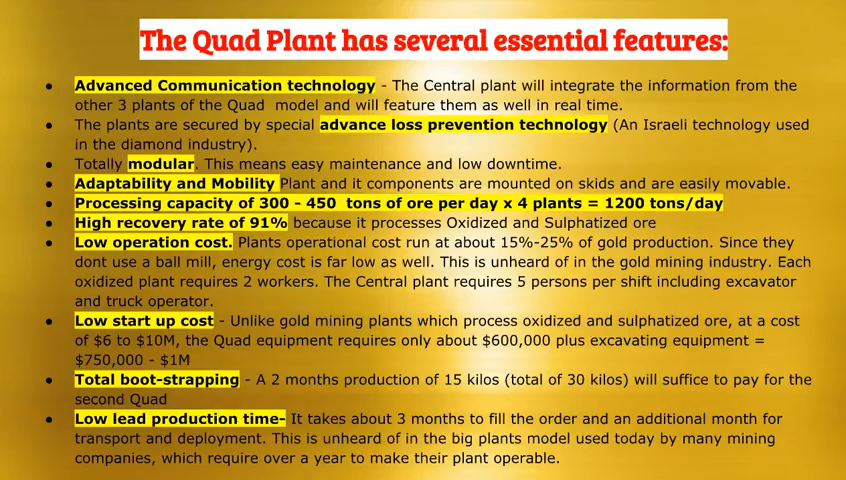 The Quad Plant has several essential features:
● Advanced Communication technology - The Central plant will integrate the information from the
other 3 plants of the Quad model and will feature them as well in real time.
● The plants are secured by special advance loss prevention technology (An Israeli technology used
in the diamond industry).
● Totally modular. This means easy maintenance and low downtime.
● Adaptability and Mobility Plant and it components are mounted on skids and are easily movable.
● Processing capacity of 300 - 450 tons of ore per day x 4 plants = 1200 tons/day
● High recovery rate of 91% because it processes Oxidized and Sulphatized ore
● Low operation cost. Plants operational cost run at about 15%-25% of gold production. Since they
dont use a ball mill, energy cost is far low as well. This is unheard of in the gold mining industry. Each
oxidized plant requires 2 workers. The Central plant requires 5 persons per shift including excavator
and truck operator.
● Low start up cost - Unlike gold mining plants which process oxidized and sulphatized ore, at a cost
of $6 to $10M, the Quad equipment requires only about $600,000 plus excavating equipment =
$750,000 - $1M
● Total boot-strapping - A 2 months production of 15 kilos (total of 30 kilos) will suffice to pay for the
second Quad
● Low lead production time- It takes about 3 months to fill the order and an additional month for
transport and deployment. This is unheard of in the big plants model used today by many mining
companies, which require over a year to make their plant operable.